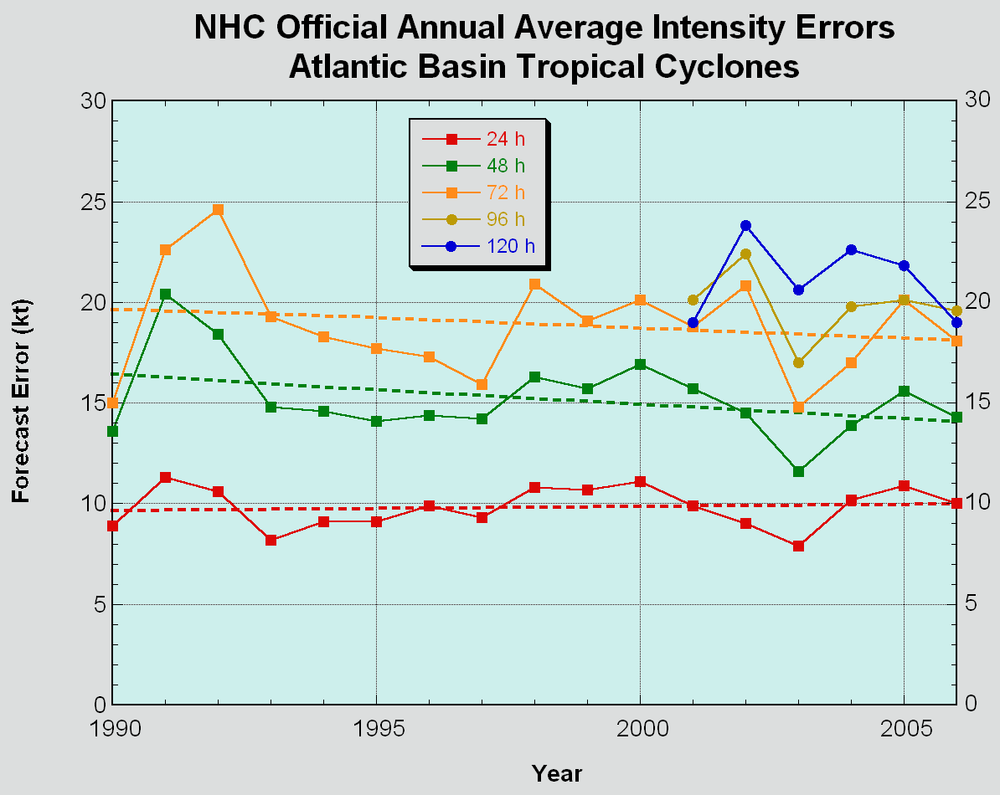 NHC Official Annual Average Intensity Errors
Atlantic Basin Tropical Cyclones
30
25
20
15
10
5
0
30
25
20
15
10
5
0
24 h
48 h
72 h
96 h
120 h
Forecast Error (kt)
1990
1995
2000
2005
Year